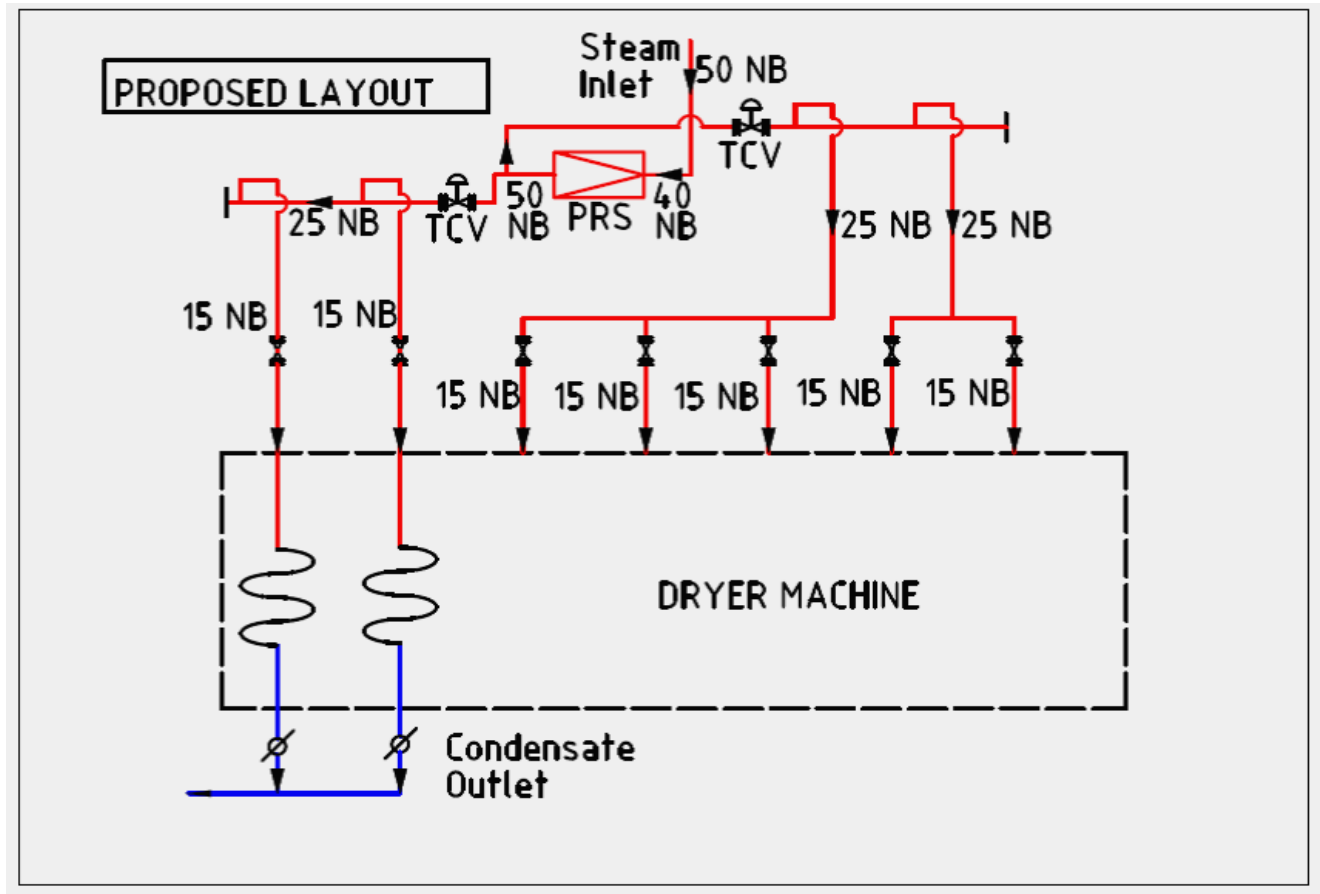 PROPOSED LAYOUT
Steam
Inlet
50 NB
TCV
25 NB
TCV
50
NB
PRS
40
NB
25 NB
25 NB
15 NB
15 NB
15 NB
15 NB
15 NB
15 NB
15 NB
DRYER MACHINE
Condensate
Outlet